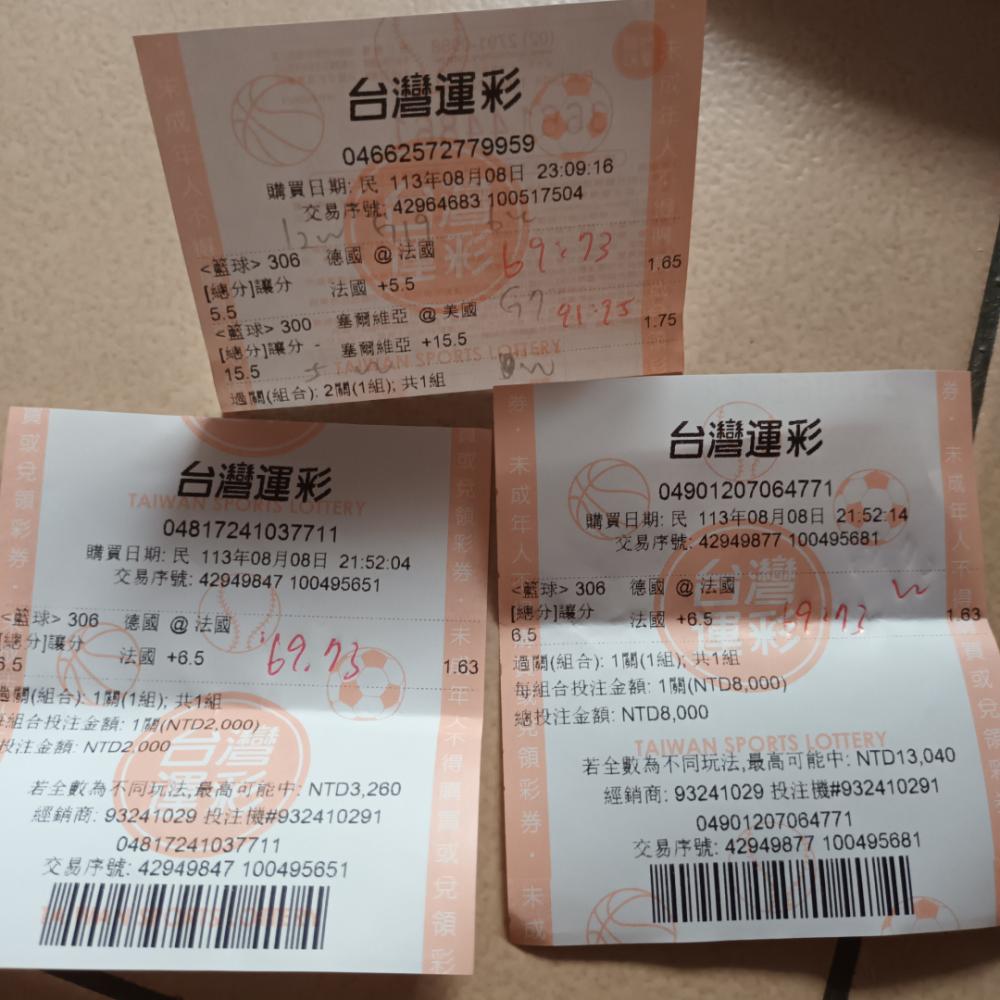 台灣運彩
04662572779959
購買日期: 民 113年08月08日 23:09:16
交易序號: 42964683 100517504
12w G19 6w
<籃球> 306 德國 @ 法國 69:73
[總分]讓分 法國 +5.5 1.65
5.5
<籃球> 300 塞爾維亞 @ 美國 G7 91:95
[總分]讓分 - 塞爾維亞 +15.5 1.75
15.5
TAIWAN SPORTS LOTTERY
過關(組合): 2關(1組); 共1組
台灣運彩
TAIWAN SPORTS LOTTERY
04817241037711
購買日期: 民 113年08月08日 21:52:04
交易序號: 42949847 100495651
<籃球> 306 德國 @ 法國
[總分]讓分 法國 +6.5 69.73 1.63
6.5
過關(組合): 1關(1組); 共1組
每組合投注金額: 1關(NTD2,000)
投注金額: NTD2,000
若全數為不同玩法,最高可能中: NTD3,260
經銷商: 93241029 投注機#932410291
04817241037711
交易序號: 42949847 100495651
台灣運彩
04901207064771
購買日期: 民 113年08月08日 21:52:14
交易序號: 42949877 100495681
<籃球> 306 德國 @ 法國
[總分]讓分 法國 +6.5 69:73 1.63
6.5
過關(組合): 1關(1組); 共1組
每組合投注金額: 1關(NTD8,000)
總投注金額: NTD8,000
TAIWAN SPORTS LOTTERY
若全數為不同玩法,最高可能中: NTD13,040
經銷商: 93241029 投注機#932410291
04901207064771
交易序號: 42949877 100495681